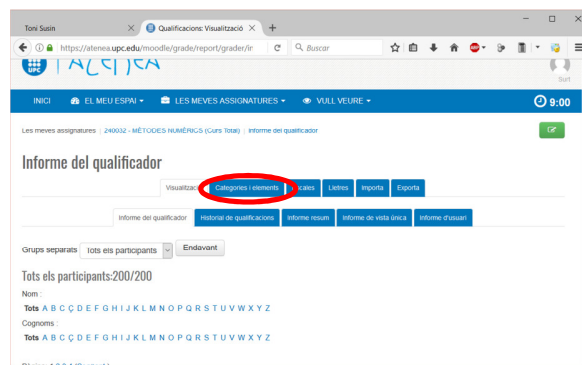 Toni Susin
Qualificacions: Visualització
https://atenea.upc.edu/moodle/grade/report/grader/in
Buscar
UPC
Surt
INICI EL MEU ESPAI LES MEVES ASSIGNATURES VULL VEURE 9:00
Les meves assignatures 240032 - MÈTODES NUMÈRICS (Curs Total) Informe del qualificador
Informe del qualificador
Categories i elements Lletres Importa Exporta
Informe del qualificador Historial de qualificacions Informe resum Informe de vista única Informe d'usuari
Grups separats Tots els participants Endavant
Tots els participants:200/200
Nom :
Tots A B C Ç D E F G H I J K L M N O P Q R S T U V W X Y Z
Cognoms :
Tots A B C Ç D E F G H I J K L M N O P Q R S T U V W X Y Z